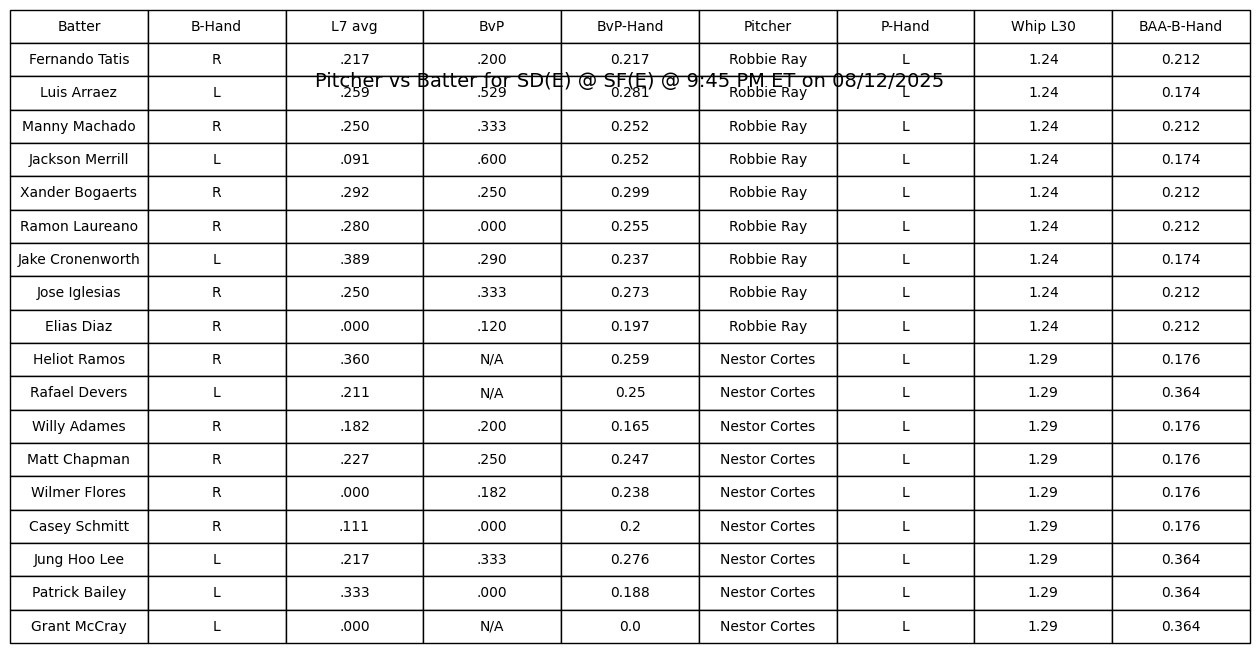 Batter B-Hand L7 avg BvP BvP-Hand Pitcher P-Hand Whip L30 BAA-B-Hand
Fernando Tatis R .217 .200 0.217 Robbie Ray L 1.24 0.212
Pitcher vs Batter for SD(E) @ SF(E) @ 9:45 PM ET on 08/12/2025
Luis Arraez L .259 .529 0.281 Robbie Ray L 1.24 0.174
Manny Machado R .250 .333 0.252 Robbie Ray L 1.24 0.212
Jackson Merrill L .091 .600 0.252 Robbie Ray L 1.24 0.174
Xander Bogaerts R .292 .250 0.299 Robbie Ray L 1.24 0.212
Ramon Laureano R .280 .000 0.255 Robbie Ray L 1.24 0.212
Jake Cronenworth L .389 .290 0.237 Robbie Ray L 1.24 0.174
Jose Iglesias R .250 .333 0.273 Robbie Ray L 1.24 0.212
Elias Diaz R .000 .120 0.197 Robbie Ray L 1.24 0.212
Heliot Ramos R .360 N/A 0.259 Nestor Cortes L 1.29 0.176
Rafael Devers L .211 N/A 0.25 Nestor Cortes L 1.29 0.364
Willy Adames R .182 .200 0.165 Nestor Cortes L 1.29 0.176
Matt Chapman R .227 .250 0.247 Nestor Cortes L 1.29 0.176
Wilmer Flores R .000 .182 0.238 Nestor Cortes L 1.29 0.176
Casey Schmitt R .111 .000 0.2 Nestor Cortes L 1.29 0.176
Jung Hoo Lee L .217 .333 0.276 Nestor Cortes L 1.29 0.364
Patrick Bailey L .333 .000 0.188 Nestor Cortes L 1.29 0.364
Grant McCray L .000 N/A 0.0 Nestor Cortes L 1.29 0.364